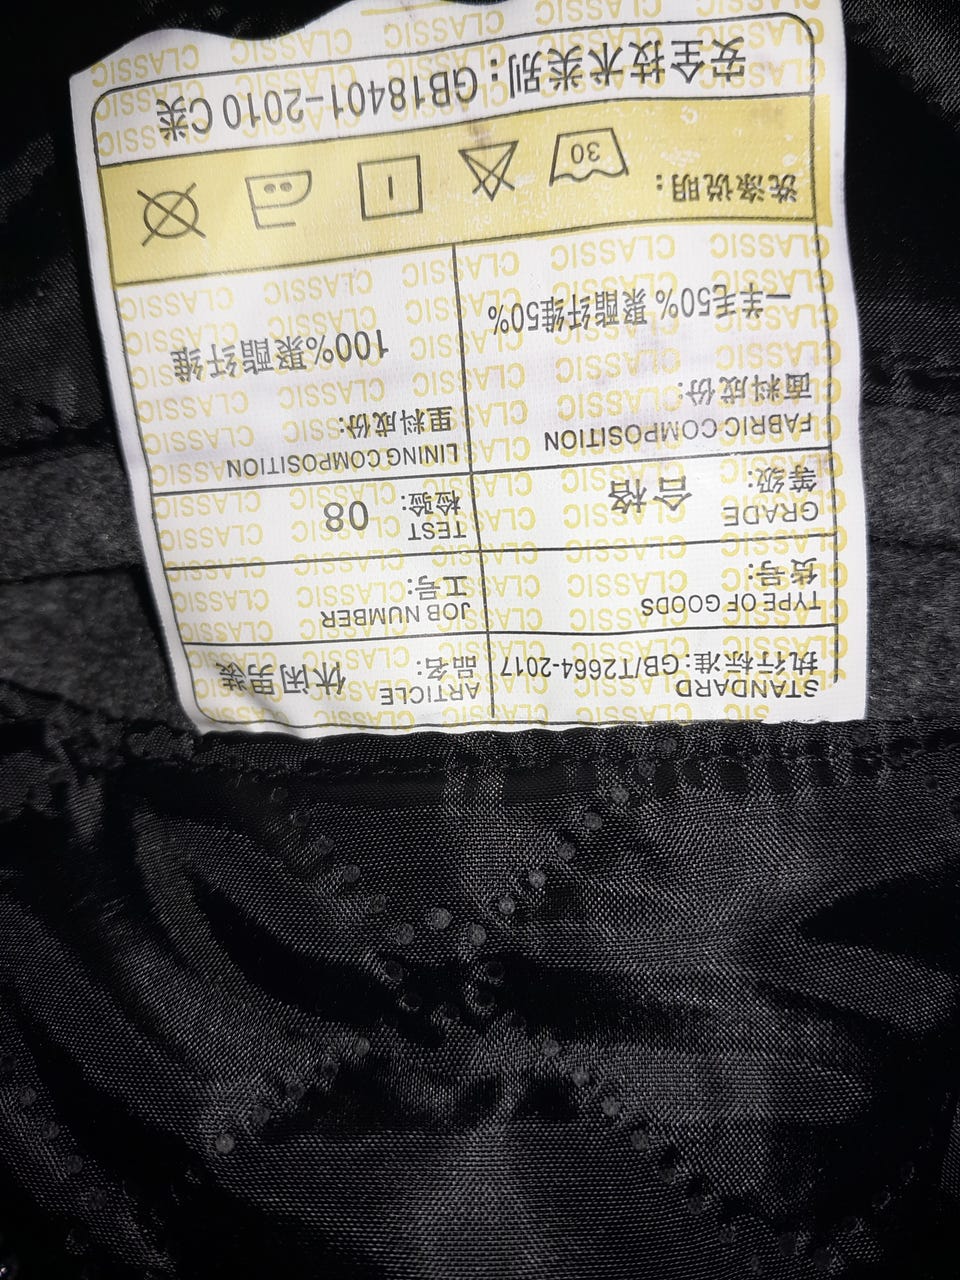 STANDARD
执行标准:GB/T2664-2017
ARTICLE
品名: 休闲男装
TYPE OF GOODS
货号:
JOB NUMBER
工号:
GRADE
等级: 合格
TEST
检验: 08
FABRIC COMPOSITION
面料成份:
一羊毛50% 聚酯纤维50%
LINING COMPOSITION
里料成份:
100%聚酯纤维
洗涤说明:
30
安全技术类别: GB18401-2010 C类
CLASSIC